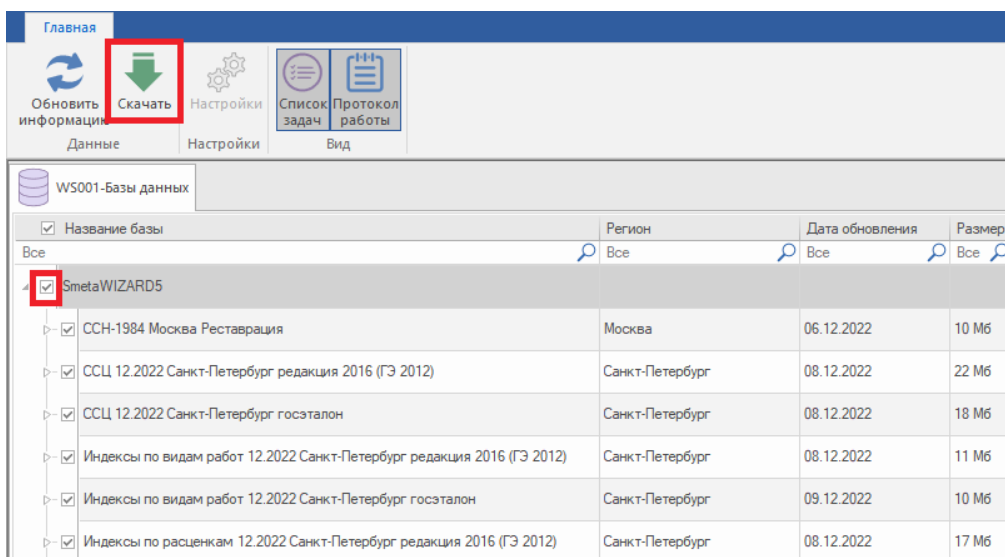 Главная
Обновить информацию
Скачать
Настройки
Список задач
Протокол работы
Данные
Настройки
Вид
WS001-Базы данных
Название базы Регион Дата обновления Размер
Все Все Все Все
SmetaWIZARD5
ССН-1984 Москва Реставрация Москва 06.12.2022 10 Мб
ССЦ 12.2022 Санкт-Петербург редакция 2016 (ГЭ 2012) Санкт-Петербург 08.12.2022 22 Мб
ССЦ 12.2022 Санкт-Петербург госэталон Санкт-Петербург 08.12.2022 18 Мб
Индексы по видам работ 12.2022 Санкт-Петербург редакция 2016 (ГЭ 2012) Санкт-Петербург 08.12.2022 11 Мб
Индексы по видам работ 12.2022 Санкт-Петербург госэталон Санкт-Петербург 09.12.2022 10 Мб
Индексы по расценкам 12.2022 Санкт-Петербург редакция 2016 (ГЭ 2012) Санкт-Петербург 08.12.2022 17 Мб